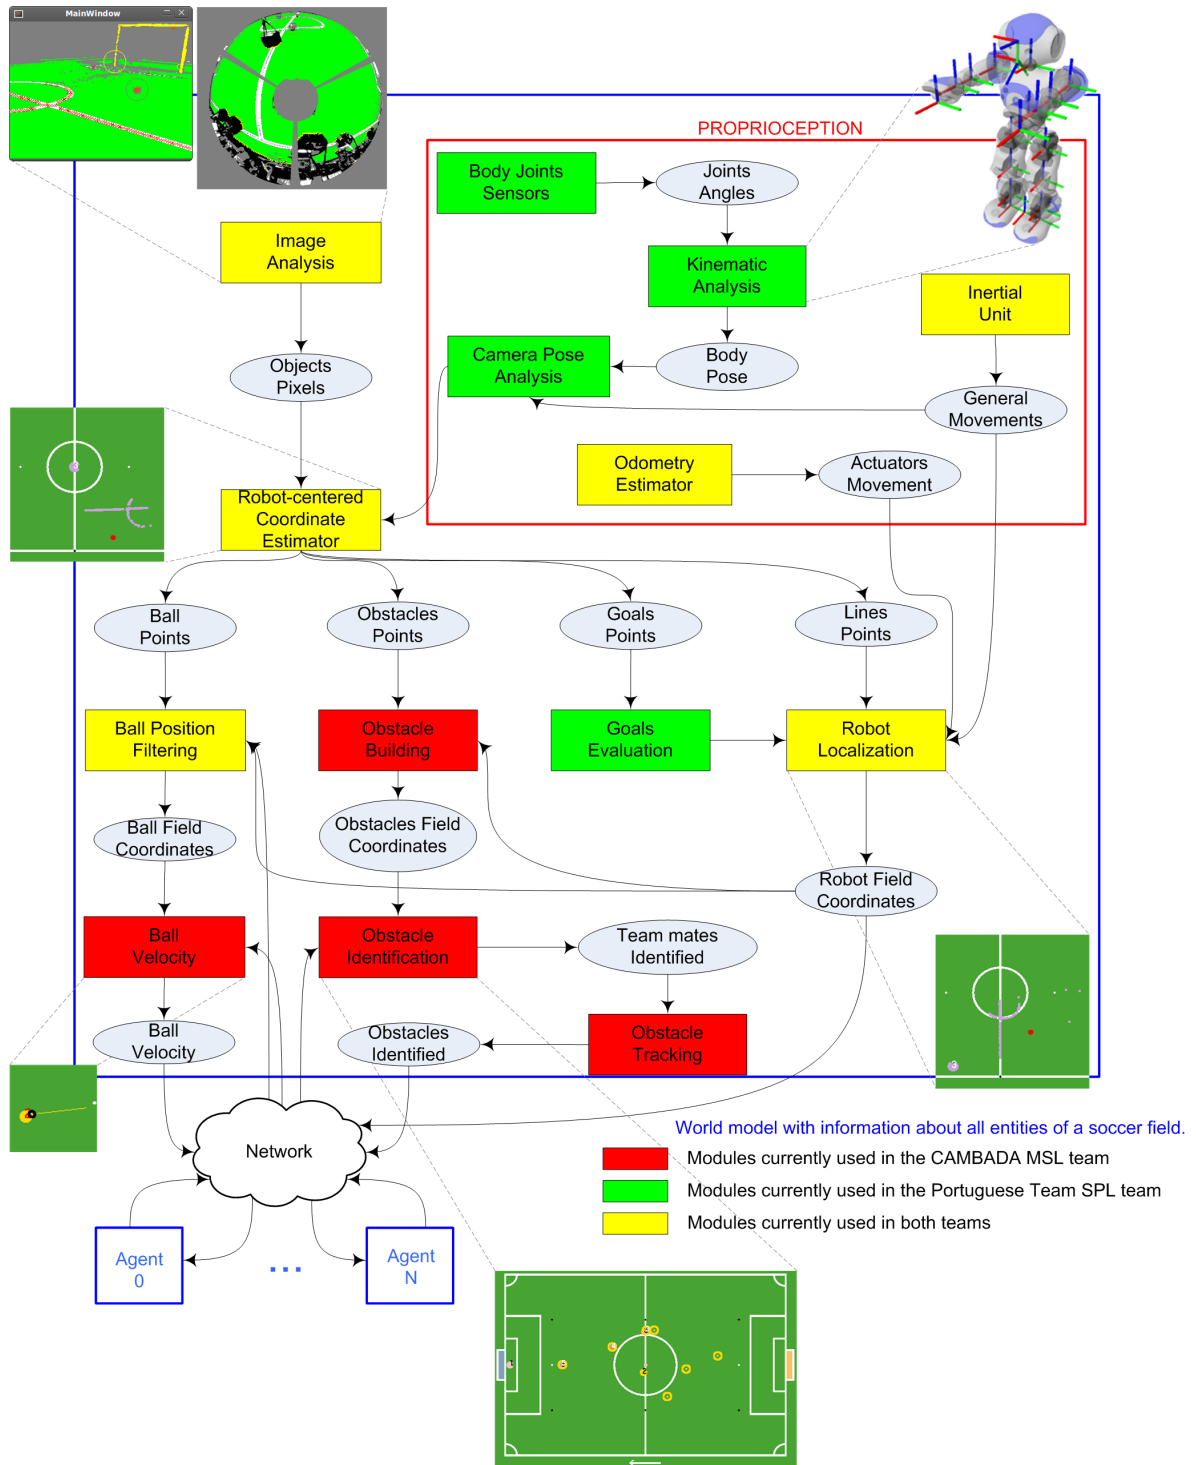 MainWindow
PROPRIOCEPTION
Body Joints
Sensors
Joints
Angles
Image
Analysis
Kinematic
Analysis
Inertial
Unit
Objects
Pixels
Camera Pose
Analysis
Body
Pose
General
Movements
Odometry
Estimator
Actuators
Movement
Robot-centered
Coordinate
Estimator
Ball
Points
Obstacles
Points
Goals
Points
Lines
Points
Ball Position
Filtering
Obstacle
Building
Goals
Evaluation
Robot
Localization
Ball Field
Coordinates
Obstacles Field
Coordinates
Robot Field
Coordinates
Ball
Velocity
Obstacle
Identification
Team mates
Identified
Ball
Velocity
Obstacles
Identified
Obstacle
Tracking
Network
World model with information about all entities of a soccer field.
Modules currently used in the CAMBADA MSL team
Modules currently used in the Portuguese Team SPL team
Modules currently used in both teams
Agent
0
...
Agent
N